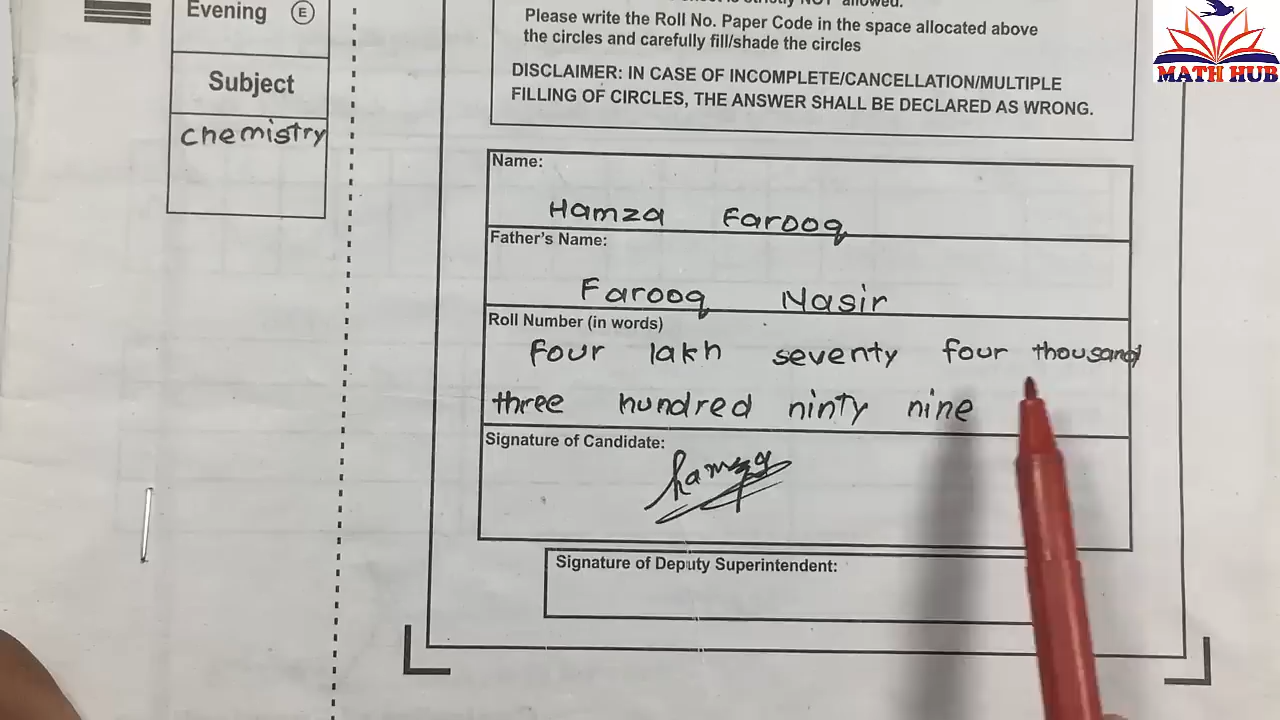 Evening E
Subject
chemistry
Please write the Roll No. Paper Code in the space allocated above
the circles and carefully fill/shade the circles
DISCLAIMER: IN CASE OF INCOMPLETE/CANCELLATION/MULTIPLE
FILLING OF CIRCLES, THE ANSWER SHALL BE DECLARED AS WRONG.
MATH HUB
Name:
Hamza Farooq
Father's Name:
Farooq Nasir
Roll Number (in words)
Four lakh seventy four thousand
three hundred ninty nine
Signature of Candidate:
hamza
Signature of Deputy Superintendent: